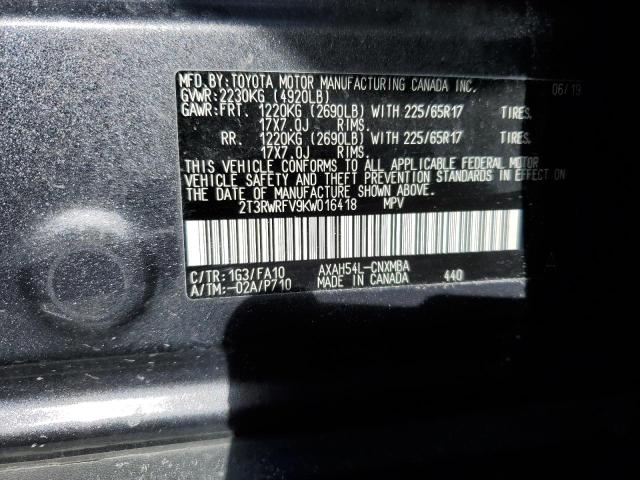 MFD.BY:TOYOTA MOTOR MANUFACTURING CANADA INC. 06/19
GVWR:2230KG (4920LB)
GAWR:FRT. 1220KG (2690LB) WITH 225/65R17 TIRES.
17X7.0J RIMS.
RR. 1220KG (2690LB) WITH 225/65R17 TIRES.
17X7.0J RIMS.
THIS VEHICLE CONFORMS TO ALL APPLICABLE FEDERAL MOTOR
VEHICLE SAFETY AND THEFT PREVENTION STANDARDS IN EFFECT ON
THE DATE OF MANUFACTURE SHOWN ABOVE.
2T3RWRFV9KW016418 MPV
C/TR:1G3/FA10 AXAH54L-CNXMBA 440
A/TM:-02A/P710 MADE IN CANADA